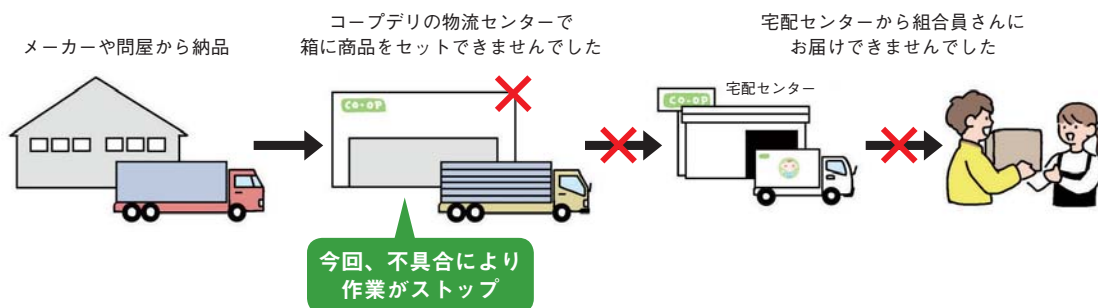 メーカーや問屋から納品
コープデリの物流センターで
箱に商品をセットできませんでした
宅配センターから組合員さんに
お届けできませんでした
CO・OP
CO・OP
宅配センター
今回、不具合により
作業がストップ